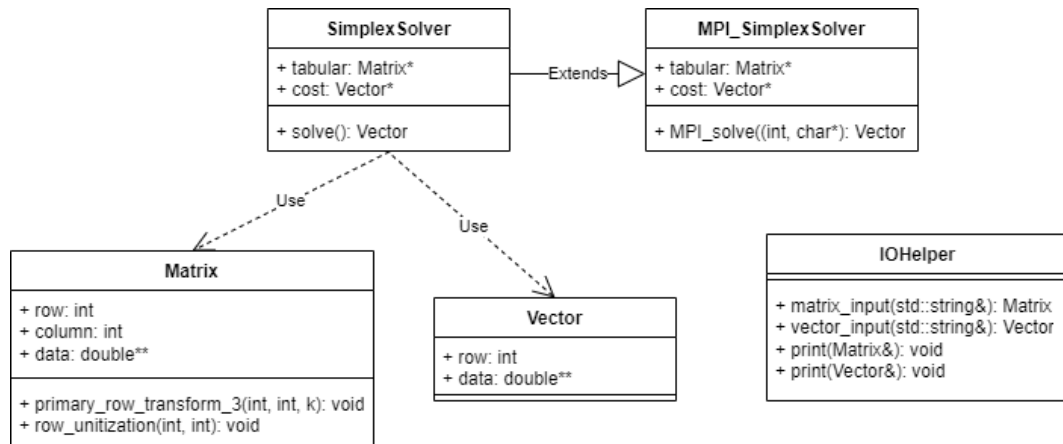 SimplexSolver
+ tabular: Matrix*
+ cost: Vector*
+ solve(): Vector
Extends
MPI_SimplexSolver
+ tabular: Matrix*
+ cost: Vector*
+ MPI_solve((int, char*): Vector
Use
Use
Matrix
+ row: int
+ column: int
+ data: double**
+ primary_row_transform_3(int, int, k): void
+ row_unitization(int, int): void
Vector
+ row: int
+ data: double**
IOHelper
+ matrix_input(std::string&): Matrix
+ vector_input(std::string&): Vector
+ print(Matrix&): void
+ print(Vector&): void